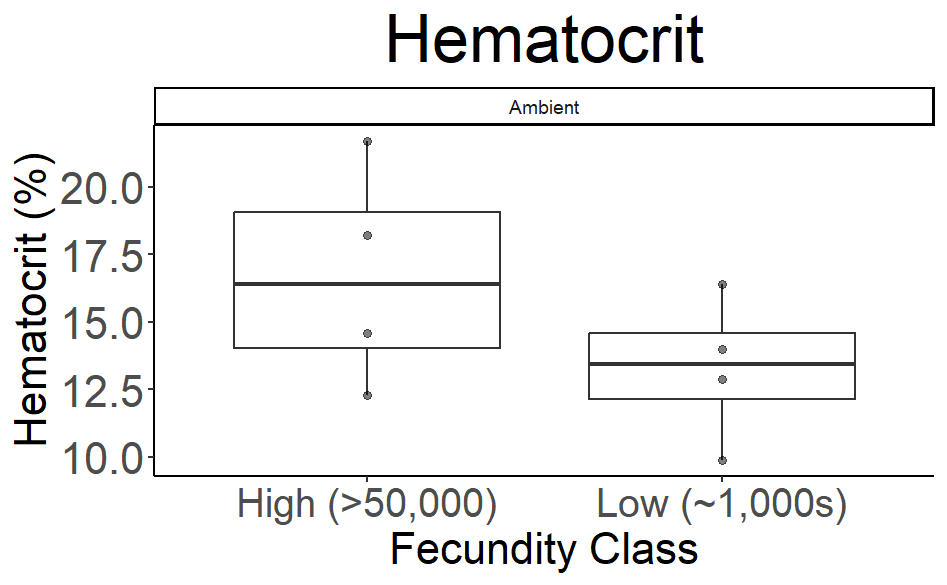 Hematocrit
Ambient
Hematocrit (%)
20.0
17.5
15.0
12.5
10.0
High (>50,000) Low (~1,000s)
Fecundity Class